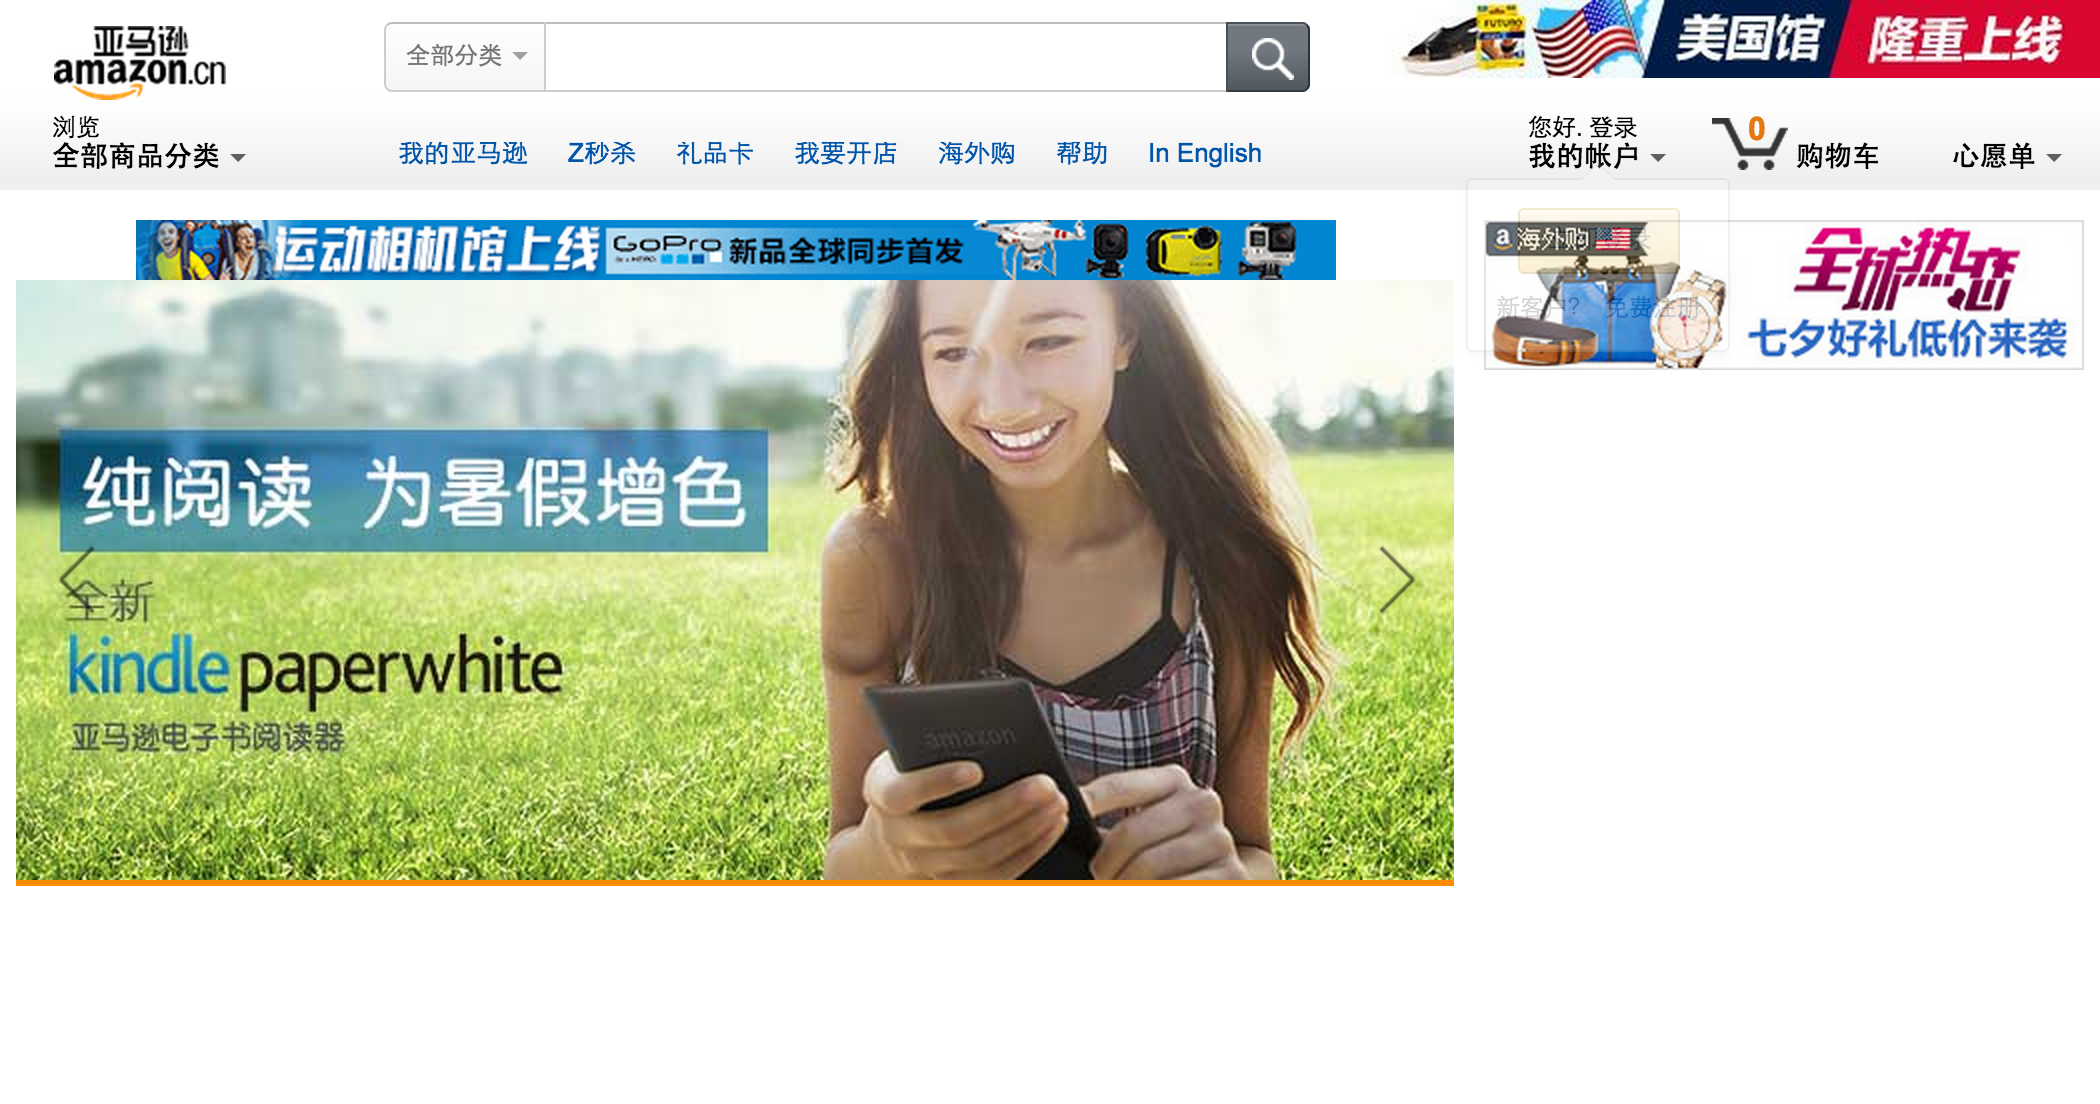 亚马逊
amazon.cn
全部分类
美国馆 隆重上线
浏览
全部商品分类
我的亚马逊 Z秒杀 礼品卡 我要开店 海外购 帮助 In English
您好. 登录
我的帐户
0
购物车
心愿单
运动相机馆上线 GoPro 新品全球同步首发
a 海外购
新客户? 免费注册
全球热恋
七夕好礼低价来袭
纯阅读 为暑假增色
全新
kindle paperwhite
亚马逊电子书阅读器
amazon